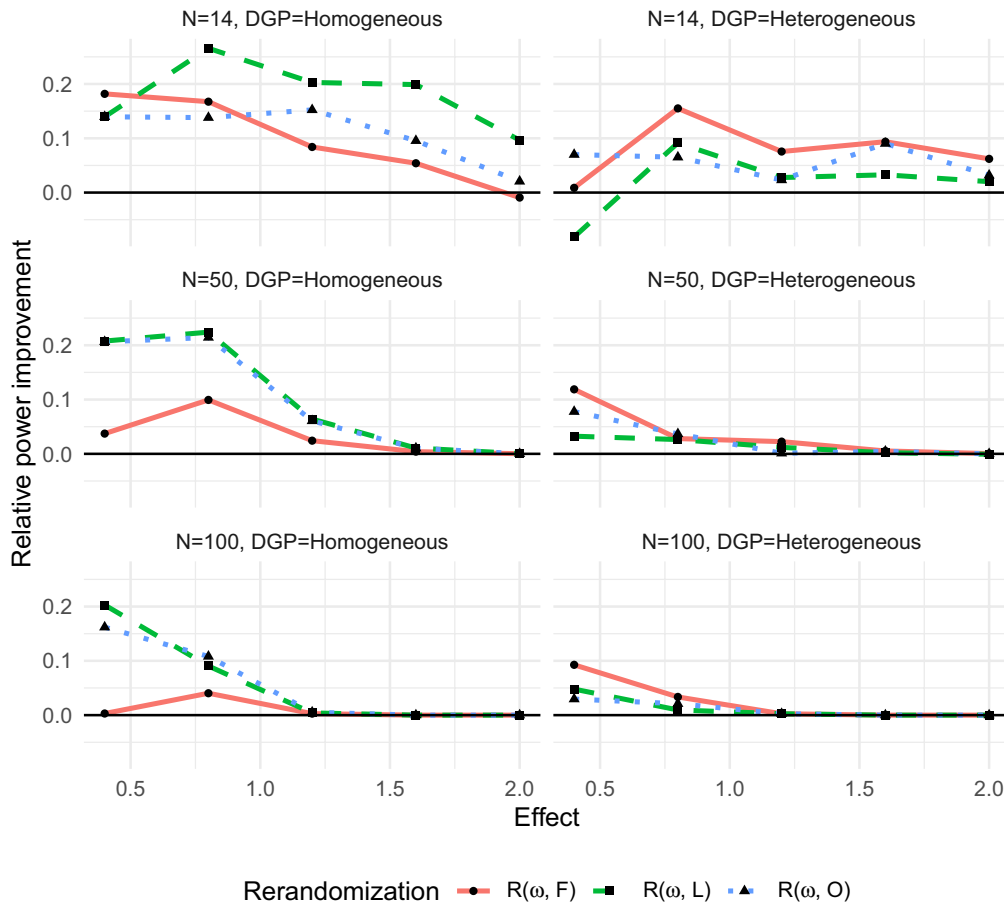 N=14, DGP=Homogeneous
N=14, DGP=Heterogeneous
0.2
0.1
0.0
N=50, DGP=Homogeneous
N=50, DGP=Heterogeneous
0.2
0.1
0.0
N=100, DGP=Homogeneous
N=100, DGP=Heterogeneous
0.2
0.1
0.0
Relative power improvement
0.5 1.0 1.5 2.0
0.5 1.0 1.5 2.0
Effect
Rerandomization R(ω, F) R(ω, L) R(ω, O)